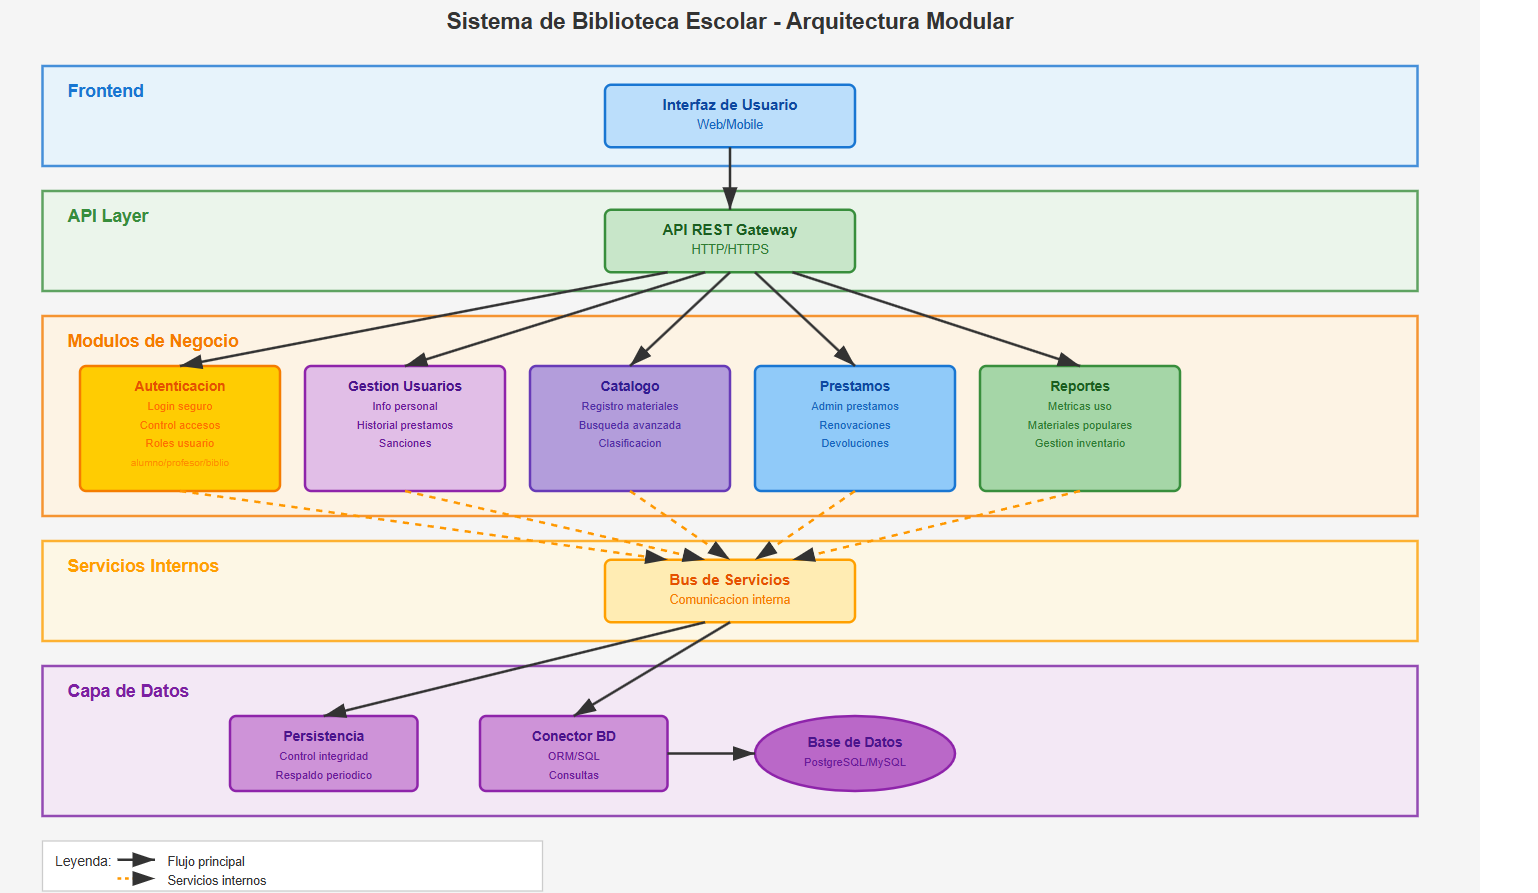 Sistema de Biblioteca Escolar - Arquitectura Modular
Frontend
Interfaz de Usuario
Web/Mobile
API Layer
API REST Gateway
HTTP/HTTPS
Modulos de Negocio
Autenticacion
Login seguro
Control accesos
Roles usuario
alumno/profesor/biblio
Gestion Usuarios
Info personal
Historial prestamos
Sanciones
Catalogo
Registro materiales
Busqueda avanzada
Clasificacion
Prestamos
Admin prestamos
Renovaciones
Devoluciones
Reportes
Metricas uso
Materiales populares
Gestion inventario
Servicios Internos
Bus de Servicios
Comunicacion interna
Capa de Datos
Persistencia
Control integridad
Respaldo periodico
Conector BD
ORM/SQL
Consultas
Base de Datos
PostgreSQL/MySQL
Leyenda:
Flujo principal
Servicios internos